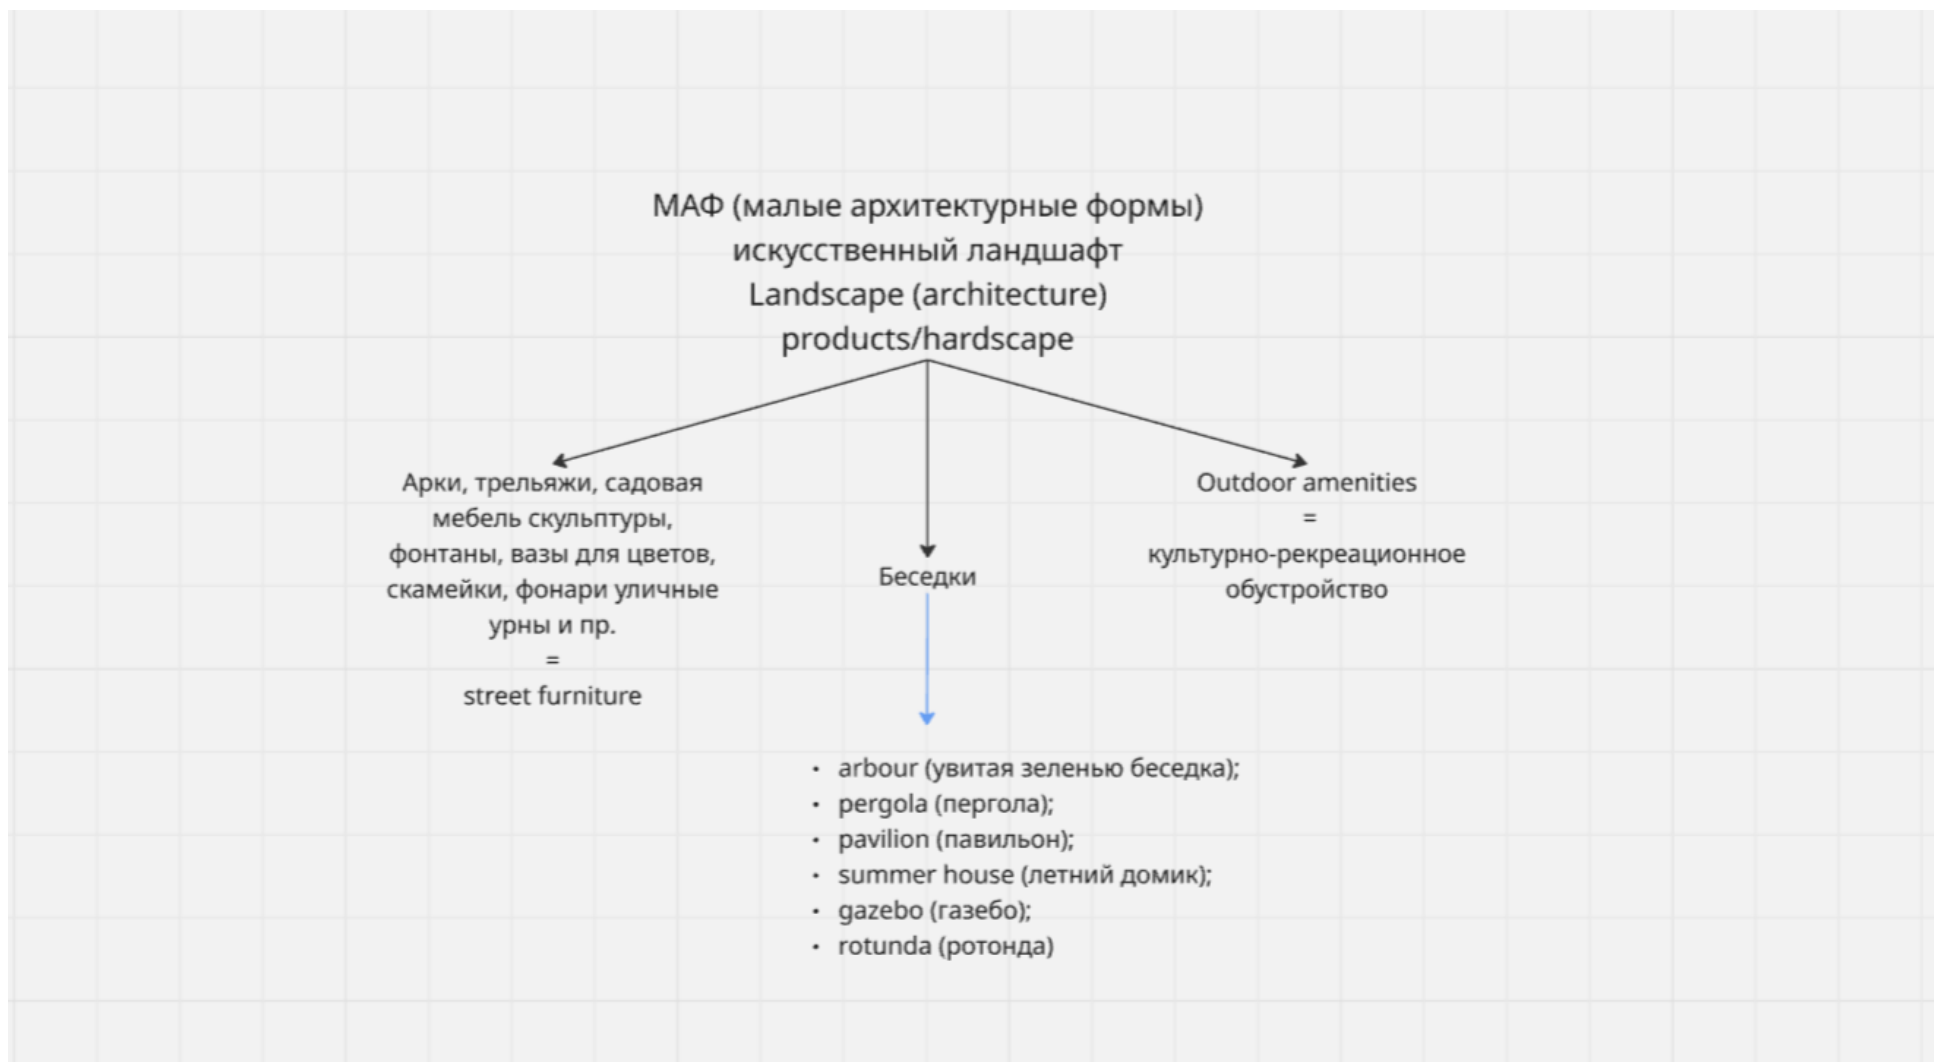 МАФ (малые архитектурные формы)
искусственный ландшафт
Landscape (architecture)
products/hardscape
Арки, трельяжи, садовая
мебель скульптуры,
фонтаны, вазы для цветов,
скамейки, фонари уличные
урны и пр.
=
street furniture
Беседки
• arbour (увитая зеленью беседка);
• pergola (пергола);
• pavilion (павильон);
• summer house (летний домик);
• gazebo (газебо);
• rotunda (ротонда)
Outdoor amenities
=
культурно-рекреационное
обустройство